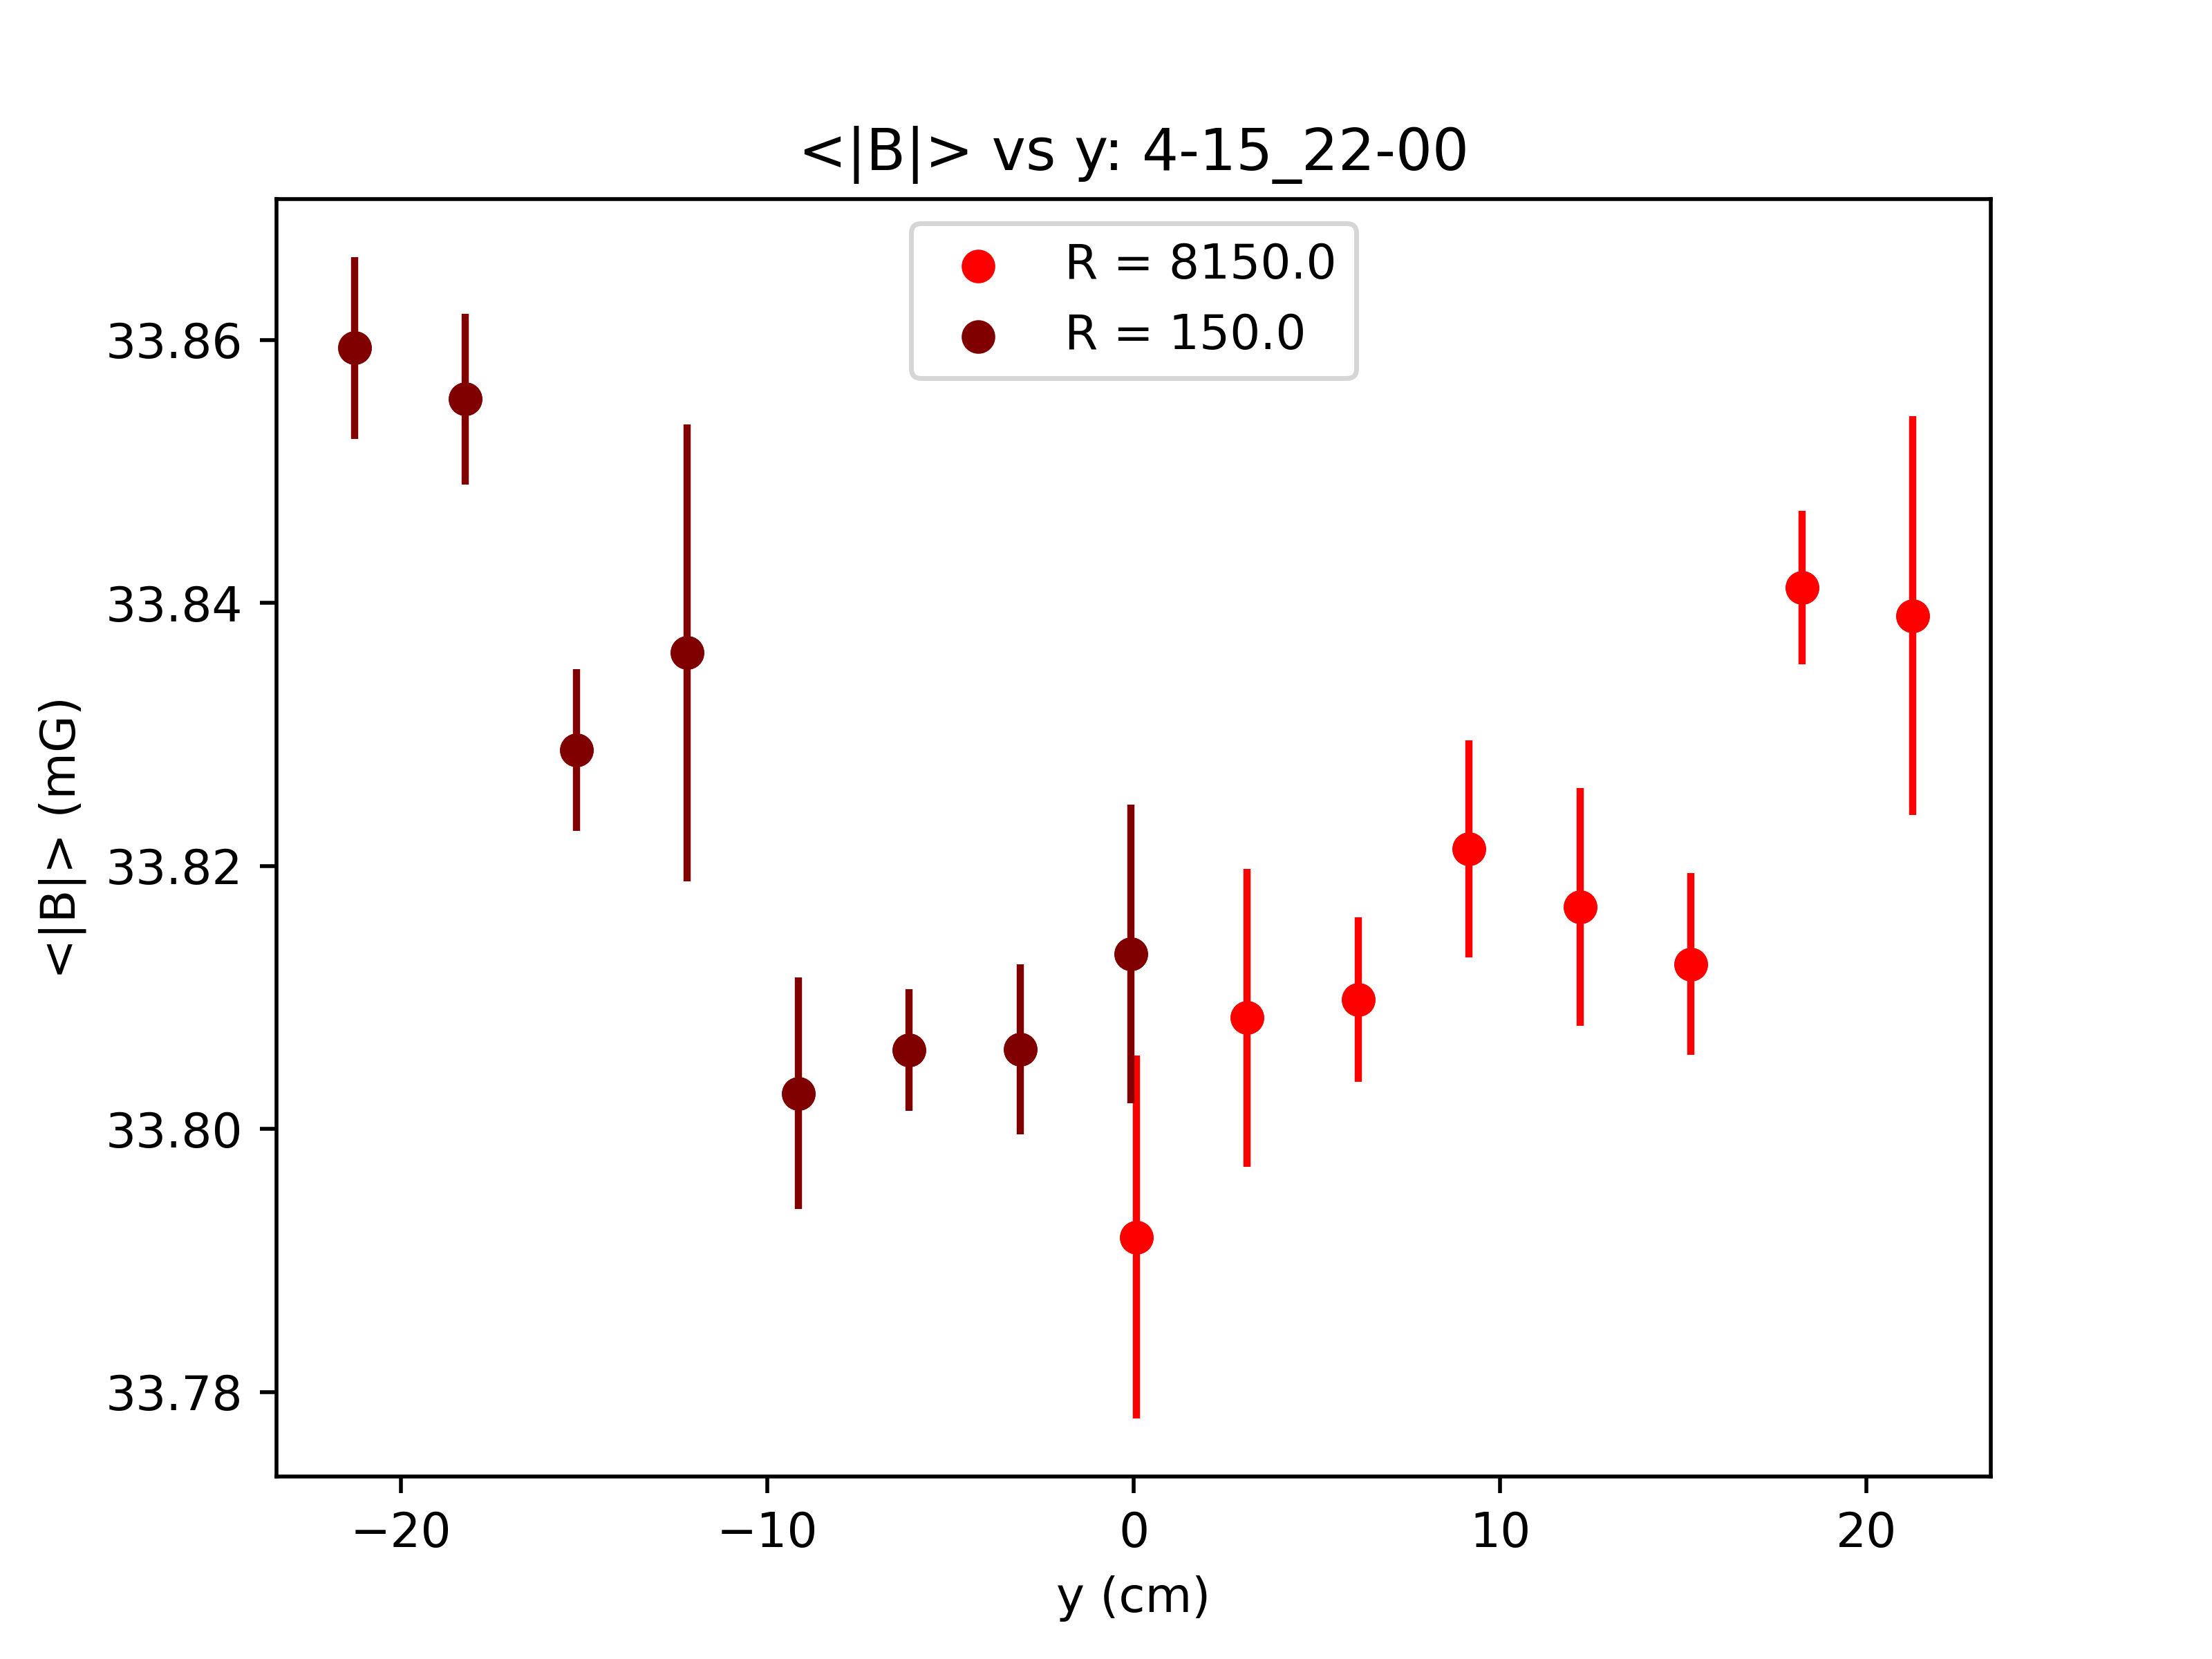 <|B|> vs y: 4-15_22-00
R = 8150.0
R = 150.0
33.86
33.84
33.82
33.80
33.78
<|B|> (mG)
−20 −10 0 10 20
y (cm)